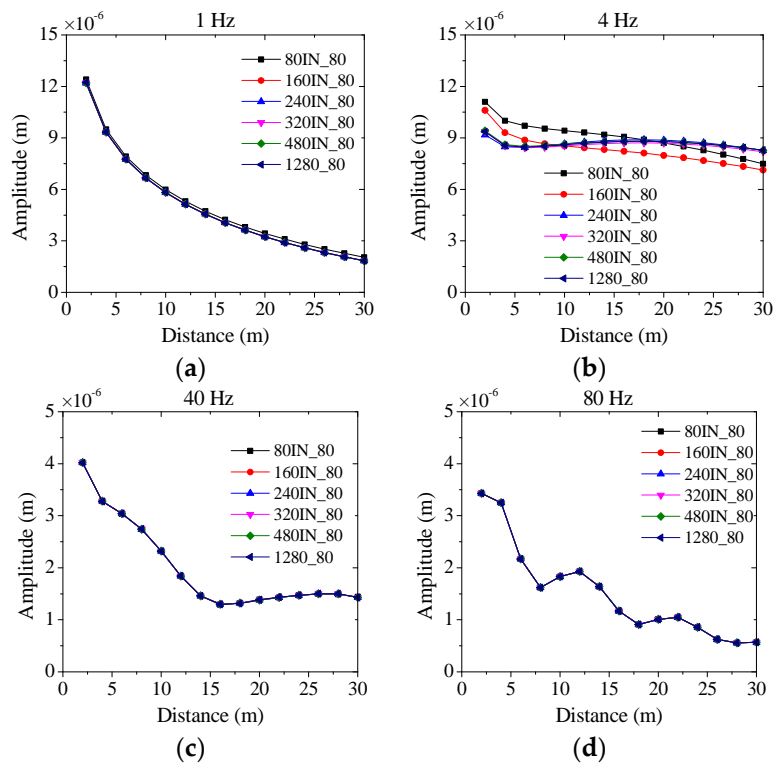 ×10⁻⁶ 1 Hz
15
12
9
6
3
0
Amplitude (m)
80IN_80
160IN_80
240IN_80
320IN_80
480IN_80
1280_80
0 5 10 15 20 25 30
Distance (m)
(a)
×10⁻⁶ 4 Hz
15
12
9
6
3
0
Amplitude (m)
80IN_80
160IN_80
240IN_80
320IN_80
480IN_80
1280_80
0 5 10 15 20 25 30
Distance (m)
(b)
×10⁻⁶ 40 Hz
5
4
3
2
1
0
Amplitude (m)
80IN_80
160IN_80
240IN_80
320IN_80
480IN_80
1280_80
0 5 10 15 20 25 30
Distance (m)
(c)
×10⁻⁶ 80 Hz
5
4
3
2
1
0
Amplitude (m)
80IN_80
160IN_80
240IN_80
320IN_80
480IN_80
1280_80
0 5 10 15 20 25 30
Distance (m)
(d)